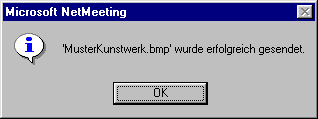 Microsoft NetMeeting
'MusterKunstwerk.bmp' wurde erfolgreich gesendet.
OK